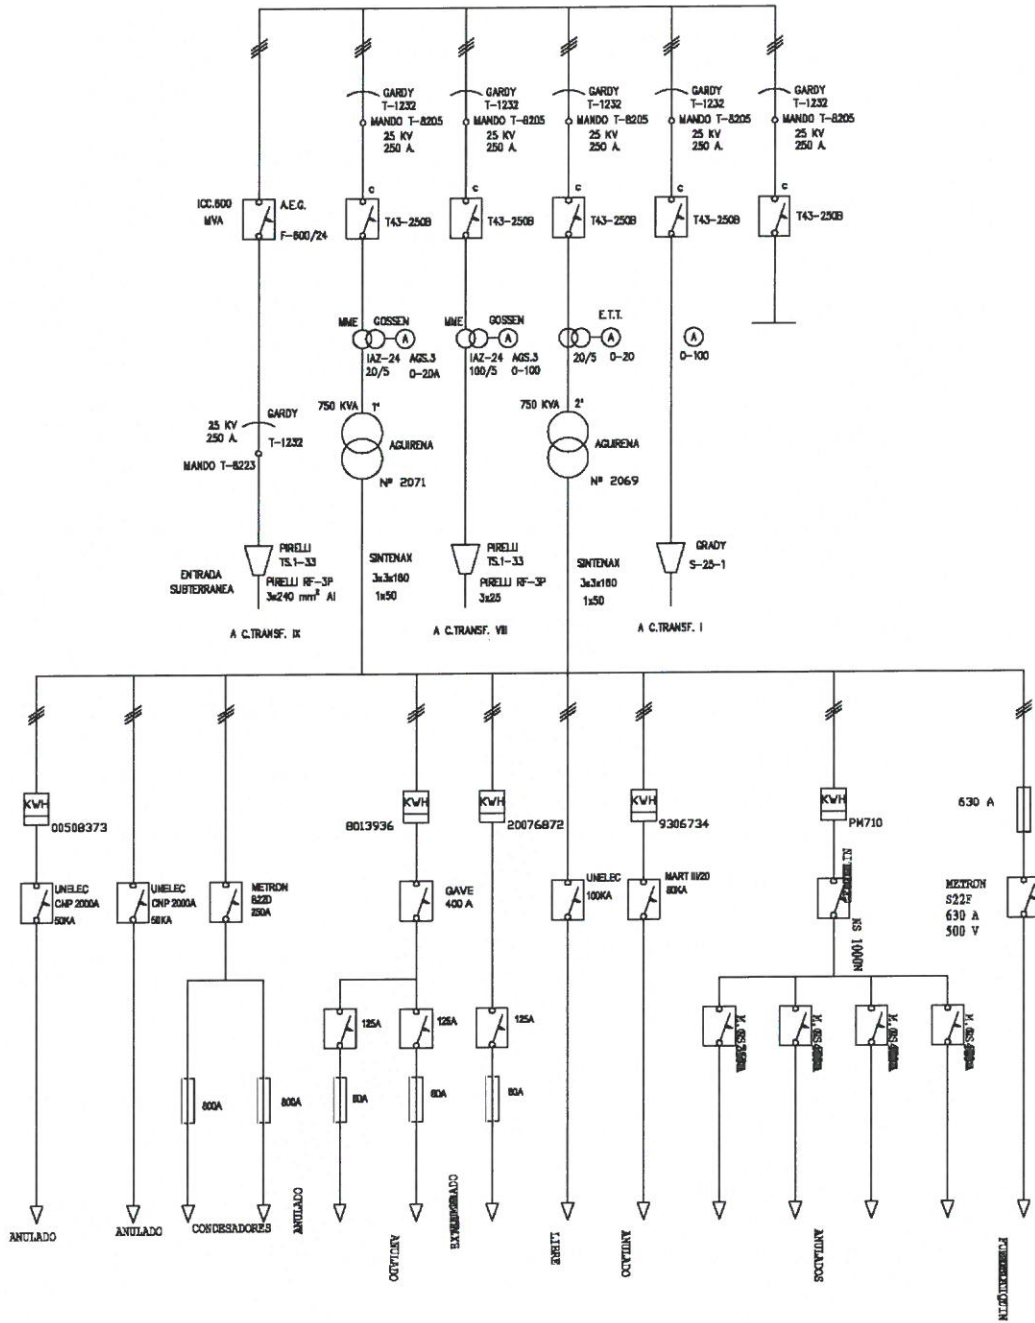 GARDY
T-1232
MANDO T-8205
25 KV
250 A.
GARDY
T-1232
MANDO T-8205
25 KV
250 A.
GARDY
T-1232
MANDO T-8205
25 KV
250 A.
GARDY
T-1232
MANDO T-8205
25 KV
250 A.
GARDY
T-1232
MANDO T-8205
25 KV
250 A.
ICC.600
MVA
A.E.G.
F-600/24
C
T43-250B
C
T43-250B
C
T43-250B
C
T43-250B
C
T43-250B
MME GOSSEN
A
IAZ-24 AGS.3
20/5 0-20A
MME GOSSEN
A
IAZ-24 AGS.3
100/5 0-100
E.T.T.
A
20/5 0-20
A
0-100
750 KVA 1ª
AGUIRENA
Nº 2071
750 KVA 2ª
AGUIRENA
Nº 2069
25 KV
250 A.
GARDY
T-1232
MANDO T-8223
ENTRADA
SUBTERRANEA
PIRELLI
TS.1-33
PIRELLI RF-3P
3x240 mm² Al
SINTENAX
3x3x180
1x50
PIRELLI
TS.1-33
PIRELLI RF-3P
3x25
SINTENAX
3x3x180
1x50
GRADY
S-25-1
A C.TRANSF. IX
A C.TRANSF. VIII
A C.TRANSF. I
KWH
00508373
KWH
8013936
KWH
20076872
KWH
9306734
KWH
PM710
630 A
UNELEC
CNP 2000A
50KA
UNELEC
CNP 2000A
50KA
METRON
S22D
250A
GAVE
400 A
UNELEC
100KA
MART III/20
80KA
NS 1000N
METRON
S22F
630 A
500 V
125A
125A
125A
800A
800A
80A
80A
80A
ANULADO
ANULADO
CONDESADORES
ANULADO
ANULADO
LIBRE
ANULADO
ANULADOS